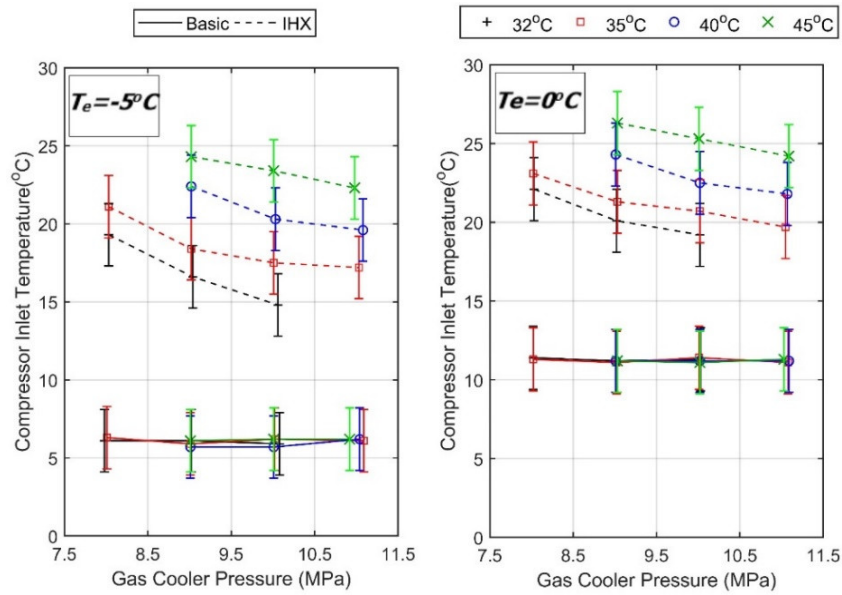 Basic IHX
32°C 35°C 40°C 45°C
Te=-5°C
Compressor Inlet Temperature(°C)
30
25
20
15
10
5
0
7.5 8.5 9.5 10.5 11.5
Gas Cooler Pressure (MPa)
Te=0°C
Compressor Inlet Temperature(°C)
30
25
20
15
10
5
0
7.5 8.5 9.5 10.5 11.5
Gas Cooler Pressure (MPa)